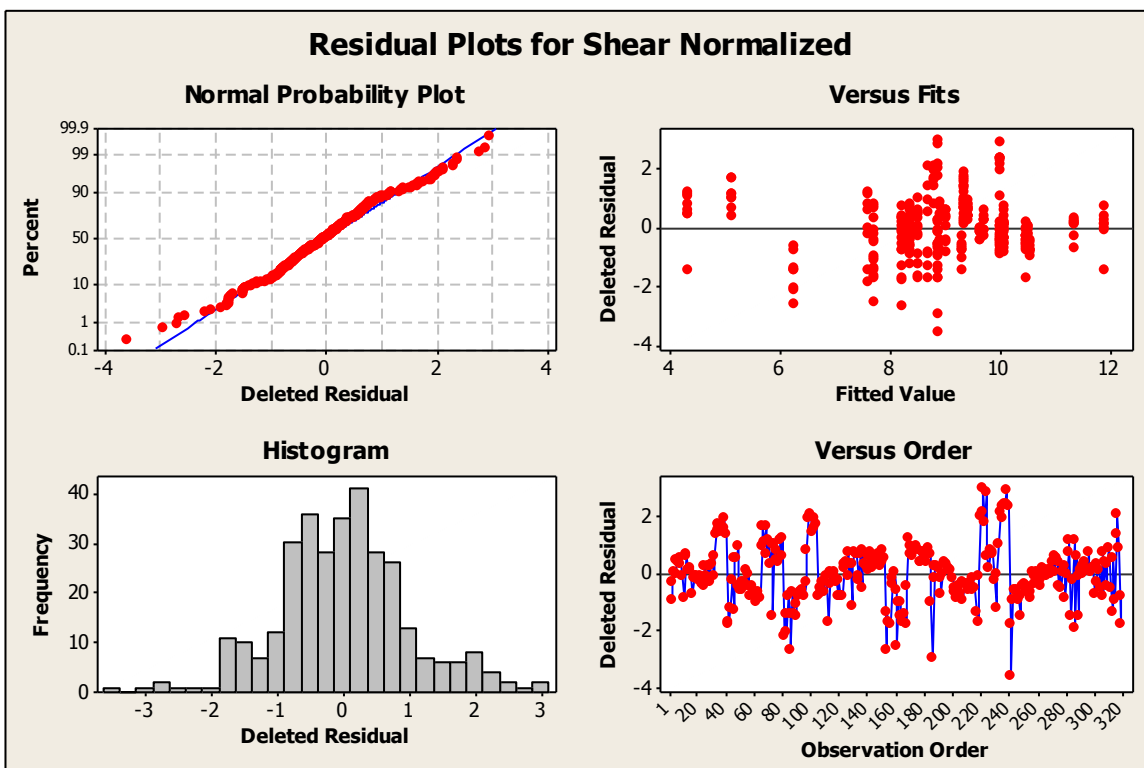 Residual Plots for Shear Normalized
Normal Probability Plot
99.9
99
90
50
10
1
0.1
Percent
-4 -2 0 2 4
Deleted Residual
Versus Fits
2
0
-2
-4
Deleted Residual
4 6 8 10 12
Fitted Value
Histogram
40
30
20
10
0
Frequency
-3 -2 -1 0 1 2 3
Deleted Residual
Versus Order
2
0
-2
-4
Deleted Residual
1 20 40 60 80 100 120 140 160 180 200 220 240 260 280 300 320
Observation Order